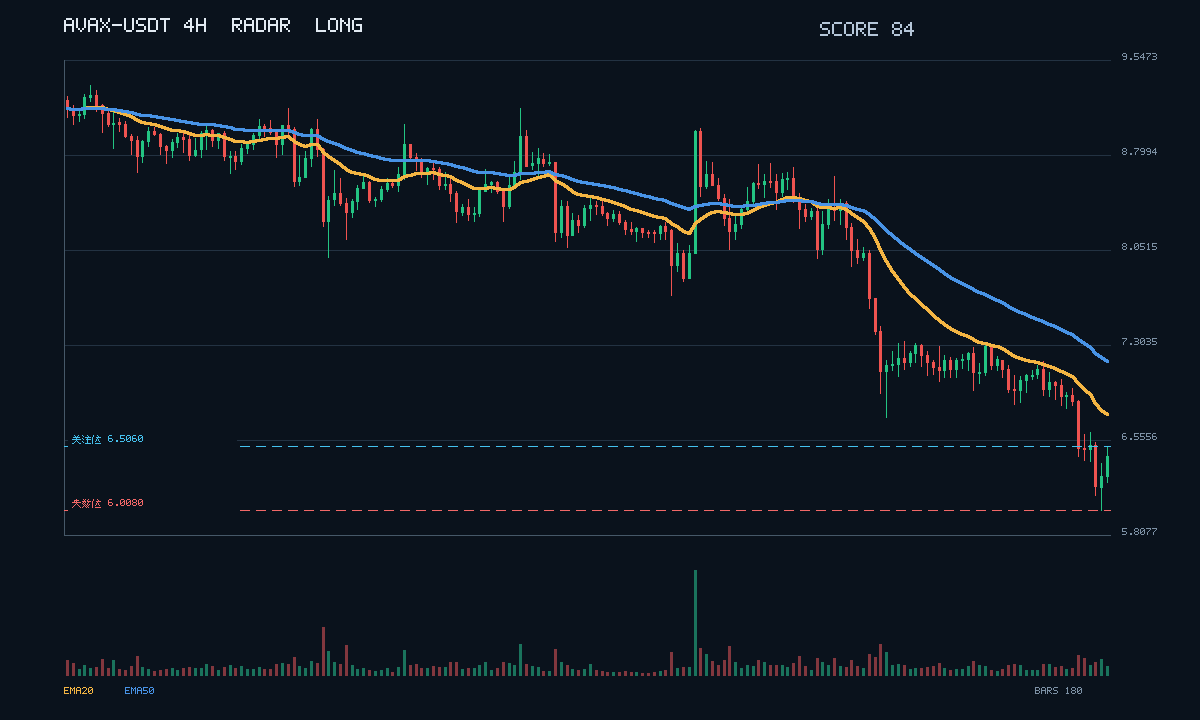 AVAX-USDT 4H RADAR LONG
SCORE 84
9.5473
8.7994
8.0515
7.3035
6.5556
5.8077
关注位 6.5060
失效位 6.0080
EMA20 EMA50
BARS 180